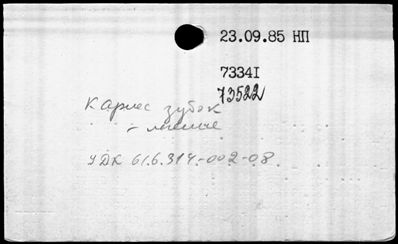 23.09.85 НП
73341
73522
Кариес зубов
- лечение
УДК 616.314.-002-08